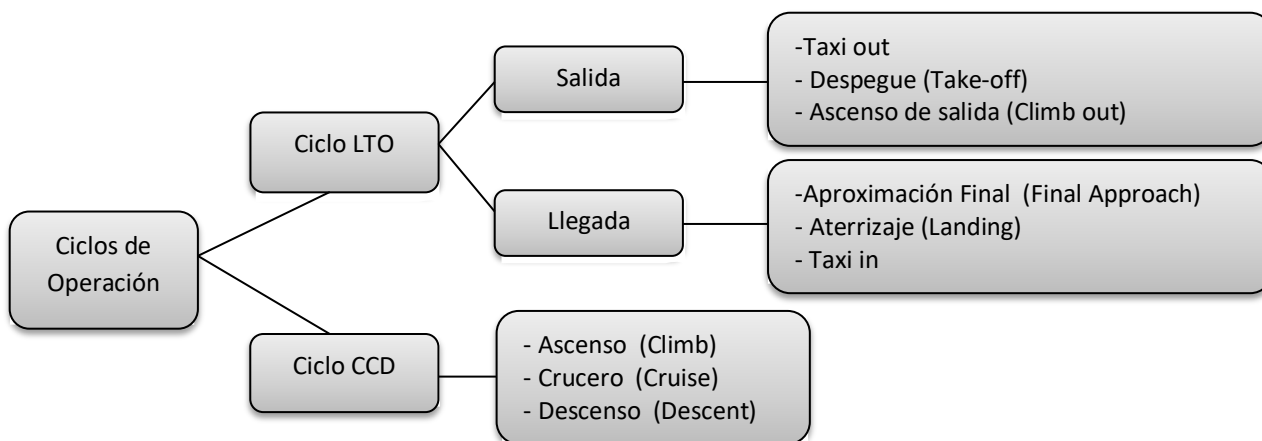 Ciclos de
Operación
Ciclo LTO
Salida
-Taxi out
- Despegue (Take-off)
- Ascenso de salida (Climb out)
Llegada
-Aproximación Final  (Final Approach)
- Aterrizaje (Landing)
- Taxi in
Ciclo CCD
- Ascenso  (Climb)
- Crucero  (Cruise)
- Descenso  (Descent)